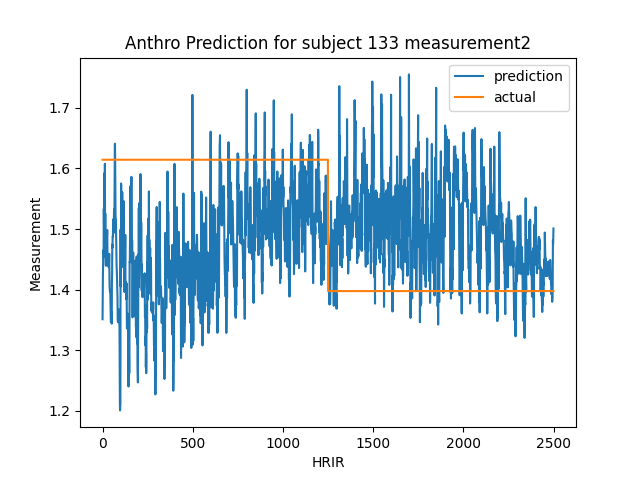 Anthro Prediction for subject 133 measurement2
prediction
actual
Measurement
1.7
1.6
1.5
1.4
1.3
1.2
0
500
1000
1500
2000
2500
HRIR